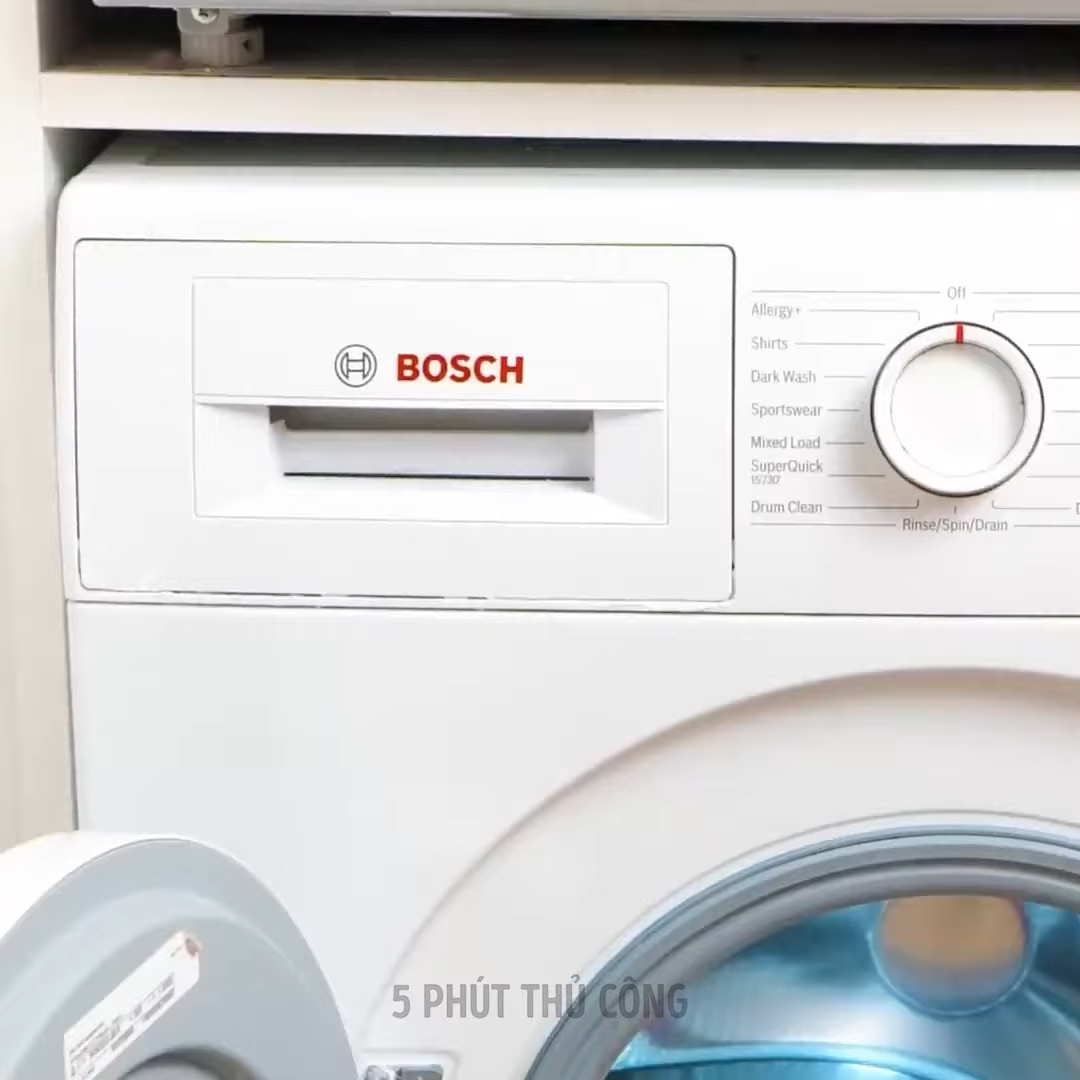 BOSCH
Off
Allergy+
Shirts
Dark Wash
Sportswear
Mixed Load
SuperQuick
15'/30'
Drum Clean
Rinse/Spin/Drain
5 PHÚT THỦ CÔNG